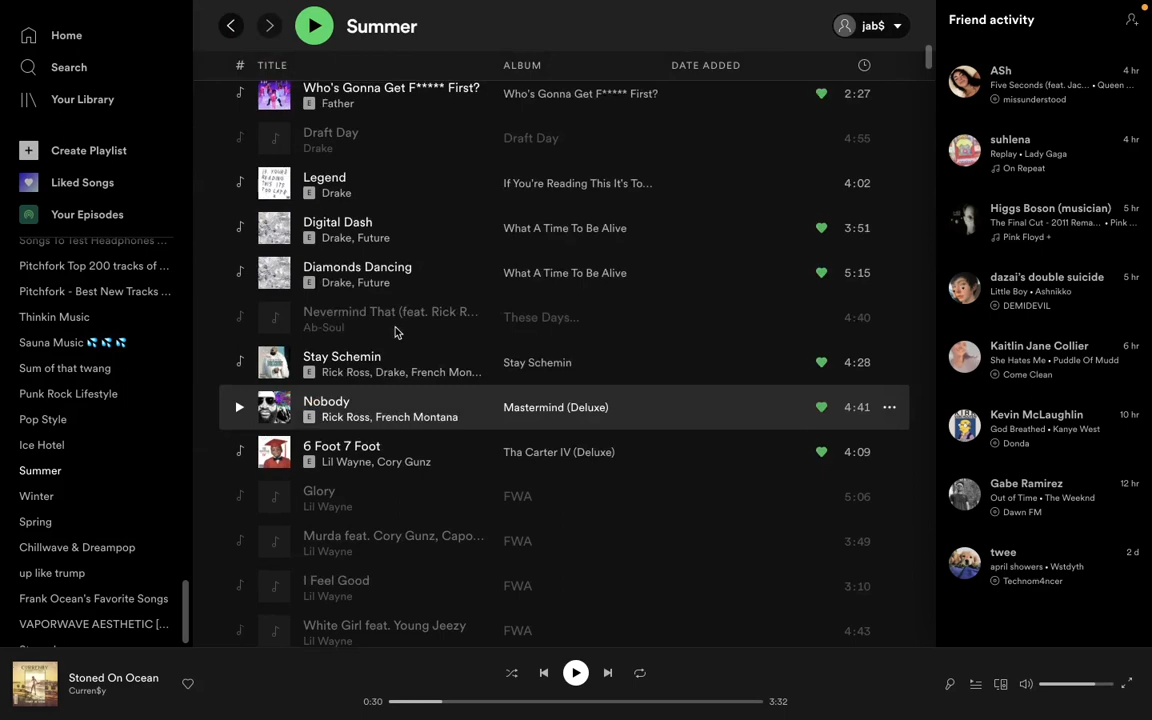 Home
Search
Your Library
Create Playlist
Liked Songs
Your Episodes
Songs To Test Headphones ...
Pitchfork Top 200 tracks of ...
Pitchfork - Best New Tracks ...
Thinkin Music
Sauna Music 💦 💦 💦
Sum of that twang
Punk Rock Lifestyle
Pop Style
Ice Hotel
Summer
Winter
Spring
Chillwave & Dreampop
up like trump
Frank Ocean's Favorite Songs
VAPORWAVE AESTHETIC [...
Summer
jab$
# TITLE ALBUM DATE ADDED
Who's Gonna Get F***** First? Who's Gonna Get F***** First? 2:27
E Father
Draft Day Draft Day 4:55
Drake
Legend If You're Reading This It's To... 4:02
E Drake
Digital Dash What A Time To Be Alive 3:51
E Drake, Future
Diamonds Dancing What A Time To Be Alive 5:15
E Drake, Future
Nevermind That (feat. Rick R... These Days... 4:40
Ab-Soul
Stay Schemin Stay Schemin 4:28
E Rick Ross, Drake, French Mon...
Nobody Mastermind (Deluxe) 4:41
E Rick Ross, French Montana
6 Foot 7 Foot Tha Carter IV (Deluxe) 4:09
E Lil Wayne, Cory Gunz
Glory FWA 5:06
Lil Wayne
Murda feat. Cory Gunz, Capo... FWA 3:49
Lil Wayne
I Feel Good FWA 3:10
Lil Wayne
White Girl feat. Young Jeezy FWA 4:43
Lil Wayne
Friend activity
ASh 4 hr
Five Seconds (feat. Jac... • Queen ...
missunderstood
suhlena 4 hr
Replay • Lady Gaga
On Repeat
Higgs Boson (musician) 5 hr
The Final Cut - 2011 Rema... • Pink ...
Pink Floyd +
dazai's double suicide 5 hr
Little Boy • Ashnikko
DEMIDEVIL
Kaitlin Jane Collier 6 hr
She Hates Me • Puddle Of Mudd
Come Clean
Kevin McLaughlin 10 hr
God Breathed • Kanye West
Donda
Gabe Ramirez 12 hr
Out of Time • The Weeknd
Dawn FM
twee 2 d
april showers • Wstdyth
Technom4ncer
Stoned On Ocean
Curren$y
0:30 3:32